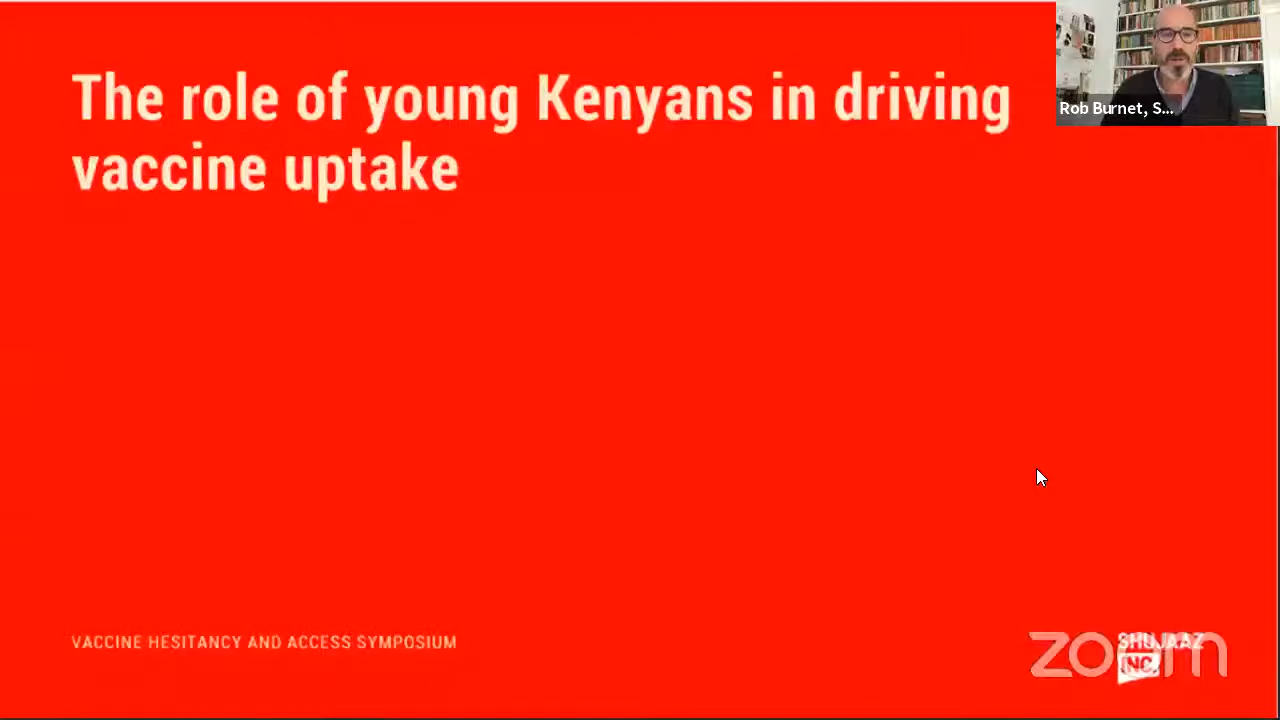 The role of young Kenyans in driving
vaccine uptake
Rob Burnet, S...
VACCINE HESITANCY AND ACCESS SYMPOSIUM
SHUJAAZ
INC.
zoom